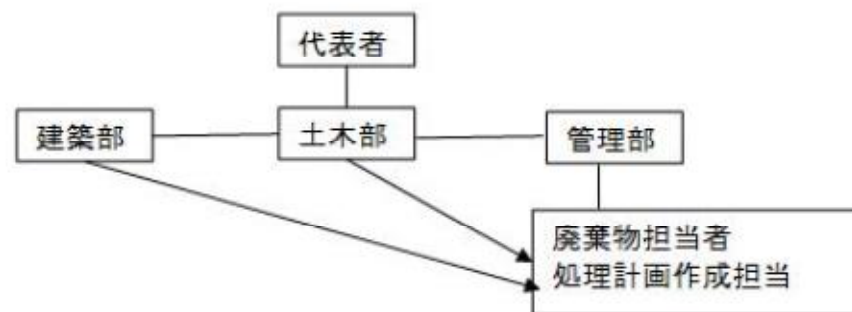 代表者
建築部
土木部
管理部
廃棄物担当者
処理計画作成担当